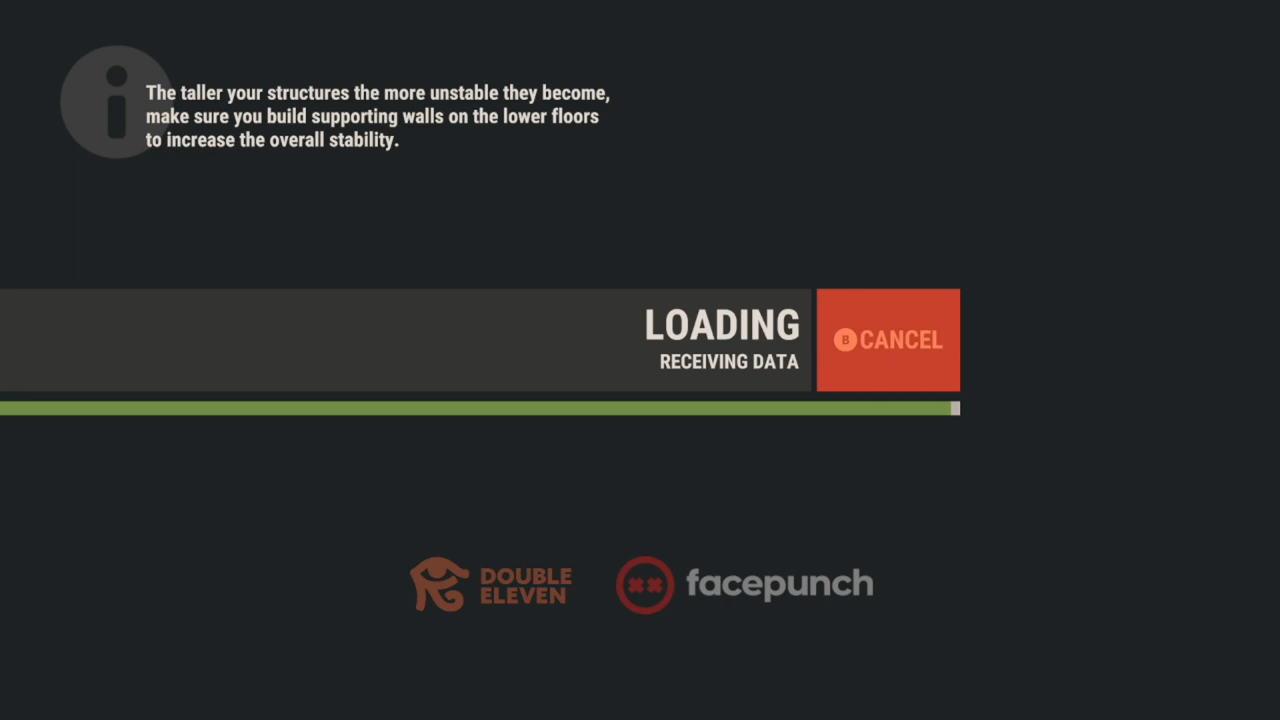 The taller your structures the more unstable they become,
make sure you build supporting walls on the lower floors
to increase the overall stability.
LOADING
RECEIVING DATA
B CANCEL
DOUBLE
ELEVEN
facepunch